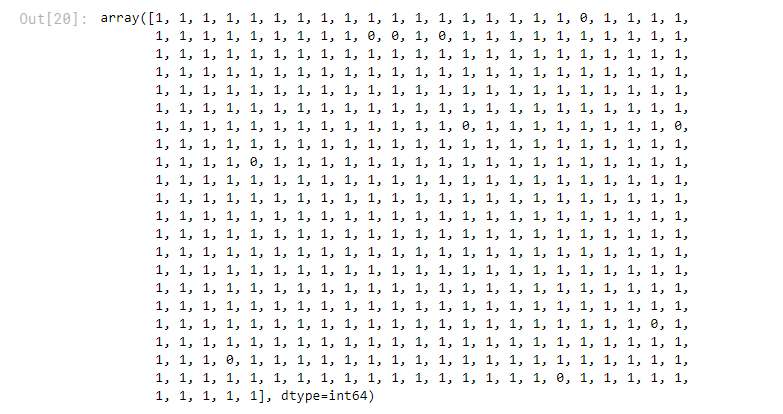 Out[20]: array([1, 1, 1, 1, 1, 1, 1, 1, 1, 1, 1, 1, 1, 1, 1, 1, 1, 1, 0, 1, 1, 1, 1,
1, 1, 1, 1, 1, 1, 1, 1, 1, 0, 0, 1, 0, 1, 1, 1, 1, 1, 1, 1, 1, 1, 1,
1, 1, 1, 1, 1, 1, 1, 1, 1, 1, 1, 1, 1, 1, 1, 1, 1, 1, 1, 1, 1, 1, 1,
1, 1, 1, 1, 1, 1, 1, 1, 1, 1, 1, 1, 1, 1, 1, 1, 1, 1, 1, 1, 1, 1, 1,
1, 1, 1, 1, 1, 1, 1, 1, 1, 1, 1, 1, 1, 1, 1, 1, 1, 1, 1, 1, 1, 1, 1,
1, 1, 1, 1, 1, 1, 1, 1, 1, 1, 1, 1, 1, 1, 1, 1, 1, 1, 1, 1, 1, 1, 1,
1, 1, 1, 1, 1, 1, 1, 1, 1, 1, 1, 1, 1, 0, 1, 1, 1, 1, 1, 1, 1, 1, 0,
1, 1, 1, 1, 1, 1, 1, 1, 1, 1, 1, 1, 1, 1, 1, 1, 1, 1, 1, 1, 1, 1, 1,
1, 1, 1, 1, 0, 1, 1, 1, 1, 1, 1, 1, 1, 1, 1, 1, 1, 1, 1, 1, 1, 1, 1,
1, 1, 1, 1, 1, 1, 1, 1, 1, 1, 1, 1, 1, 1, 1, 1, 1, 1, 1, 1, 1, 1, 1,
1, 1, 1, 1, 1, 1, 1, 1, 1, 1, 1, 1, 1, 1, 1, 1, 1, 1, 1, 1, 1, 1, 1,
1, 1, 1, 1, 1, 1, 1, 1, 1, 1, 1, 1, 1, 1, 1, 1, 1, 1, 1, 1, 1, 1, 1,
1, 1, 1, 1, 1, 1, 1, 1, 1, 1, 1, 1, 1, 1, 1, 1, 1, 1, 1, 1, 1, 1, 1,
1, 1, 1, 1, 1, 1, 1, 1, 1, 1, 1, 1, 1, 1, 1, 1, 1, 1, 1, 1, 1, 1, 1,
1, 1, 1, 1, 1, 1, 1, 1, 1, 1, 1, 1, 1, 1, 1, 1, 1, 1, 1, 1, 1, 1, 1,
1, 1, 1, 1, 1, 1, 1, 1, 1, 1, 1, 1, 1, 1, 1, 1, 1, 1, 1, 1, 1, 1, 1,
1, 1, 1, 1, 1, 1, 1, 1, 1, 1, 1, 1, 1, 1, 1, 1, 1, 1, 1, 1, 1, 1, 1,
1, 1, 1, 1, 1, 1, 1, 1, 1, 1, 1, 1, 1, 1, 1, 1, 1, 1, 1, 1, 1, 0, 1,
1, 1, 1, 1, 1, 1, 1, 1, 1, 1, 1, 1, 1, 1, 1, 1, 1, 1, 1, 1, 1, 1, 1,
1, 1, 1, 0, 1, 1, 1, 1, 1, 1, 1, 1, 1, 1, 1, 1, 1, 1, 1, 1, 1, 1, 1,
1, 1, 1, 1, 1, 1, 1, 1, 1, 1, 1, 1, 1, 1, 1, 1, 1, 0, 1, 1, 1, 1, 1,
1, 1, 1, 1, 1], dtype=int64)